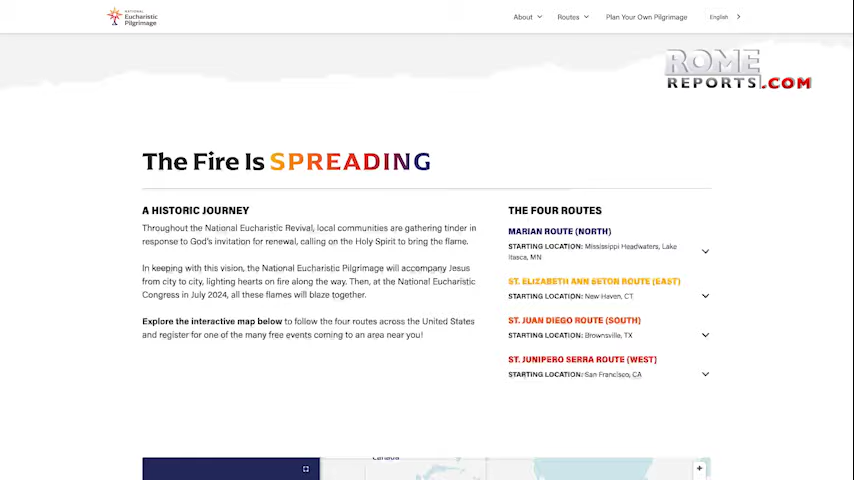 NATIONAL
Eucharistic
Pilgrimage
About
Routes
Plan Your Own Pilgrimage
English
ROME
REPORTS.COM
The Fire Is SPREADING
A HISTORIC JOURNEY
Throughout the National Eucharistic Revival, local communities are gathering tinder in
response to God's invitation for renewal, calling on the Holy Spirit to bring the flame.
In keeping with this vision, the National Eucharistic Pilgrimage will accompany Jesus
from city to city, lighting hearts on fire along the way. Then, at the National Eucharistic
Congress in July 2024, all these flames will blaze together.
Explore the interactive map below to follow the four routes across the United States
and register for one of the many free events coming to an area near you!
THE FOUR ROUTES
MARIAN ROUTE (NORTH)
STARTING LOCATION: Mississippi Headwaters, Lake
Itasca, MN
ST. ELIZABETH ANN SETON ROUTE (EAST)
STARTING LOCATION: New Haven, CT
ST. JUAN DIEGO ROUTE (SOUTH)
STARTING LOCATION: Brownsville, TX
ST. JUNIPERO SERRA ROUTE (WEST)
STARTING LOCATION: San Francisco, CA
Canada
+